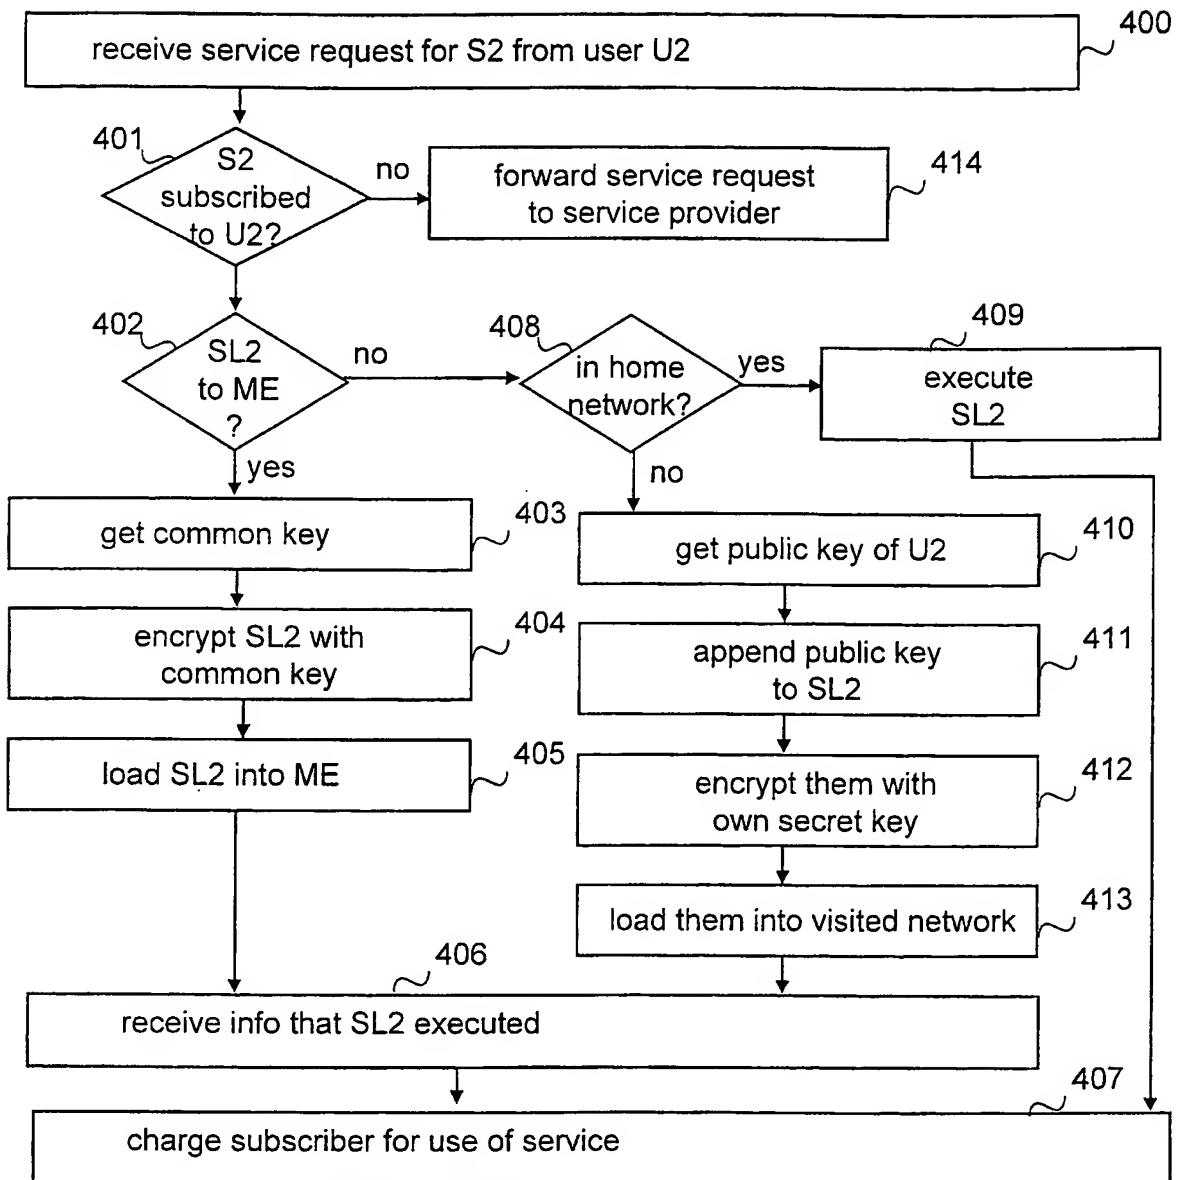 receive service request for S2 from user U2
400
401
S2
subscribed
to U2?
no
forward service request
to service provider
414
402
SL2
to ME
?
no
yes
408
in home
network?
yes
no
409
execute
SL2
get common key
403
get public key of U2
410
encrypt SL2 with
common key
404
append public key
to SL2
411
load SL2 into ME
405
encrypt them with
own secret key
412
load them into visited network
413
406
receive info that SL2 executed
407
charge subscriber for use of service